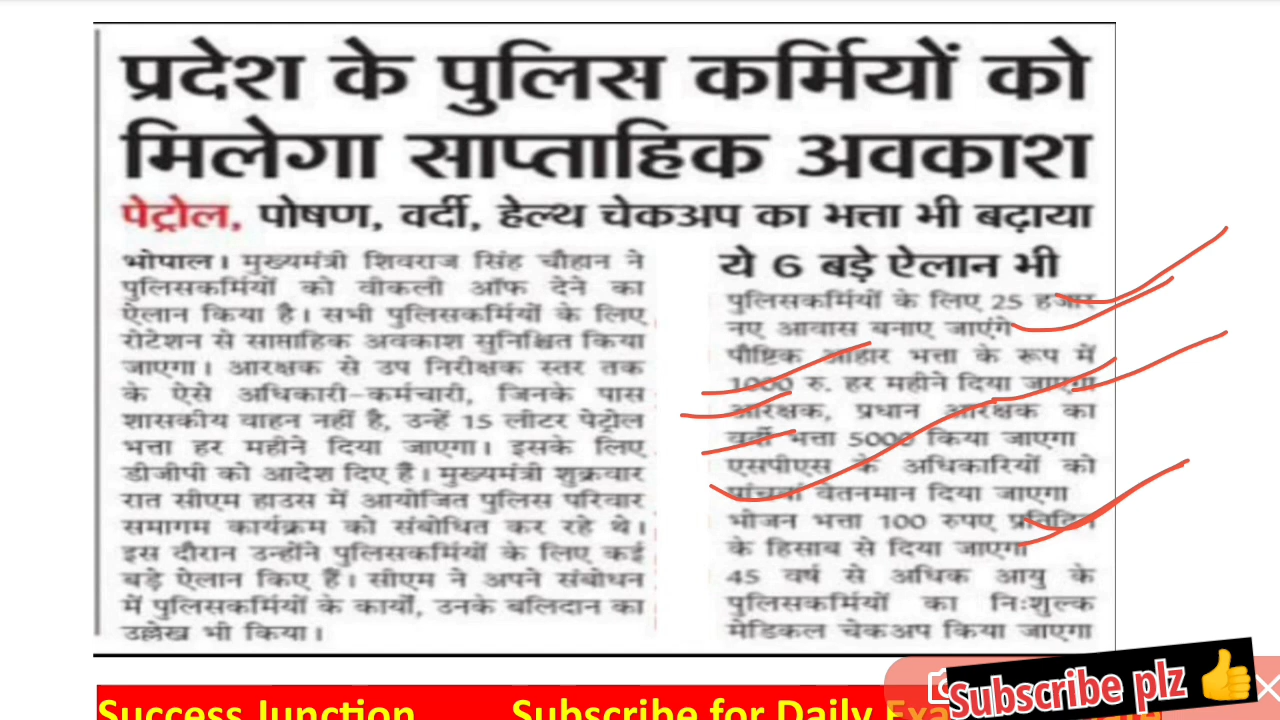 प्रदेश के पुलिस कर्मियों को
मिलेगा साप्ताहिक अवकाश
पेट्रोल, पोषण, वर्दी, हेल्थ चेकअप का भत्ता भी बढ़ाया
भोपाल। मुख्यमंत्री शिवराज सिंह चौहान ने
पुलिसकर्मियों को वीकली ऑफ देने का
ऐलान किया है। सभी पुलिसकर्मियों के लिए
रोटेशन से साप्ताहिक अवकाश सुनिश्चित किया
जाएगा। आरक्षक से उप निरीक्षक स्तर तक
के ऐसे अधिकारी-कर्मचारी, जिनके पास
शासकीय वाहन नहीं है, उन्हें 15 लीटर पेट्रोल
भत्ता हर महीने दिया जाएगा। इसके लिए
डीजीपी को आदेश दिए हैं। मुख्यमंत्री शुक्रवार
रात सीएम हाउस में आयोजित पुलिस परिवार
समागम कार्यक्रम को संबोधित कर रहे थे।
इस दौरान उन्होंने पुलिसकर्मियों के लिए कई
बड़े ऐलान किए हैं। सीएम ने अपने संबोधन
में पुलिसकर्मियों के कार्यों, उनके बलिदान का
उल्लेख भी किया।
ये 6 बड़े ऐलान भी
पुलिसकर्मियों के लिए 25 हजार
नए आवास बनाए जाएंगे
पौष्टिक आहार भत्ता के रूप में
1000 रु. हर महीने दिया जाएगा
आरक्षक, प्रधान आरक्षक का
वर्दी भत्ता 5000 किया जाएगा
एसपीएस के अधिकारियों को
पांचवां वेतनमान दिया जाएगा
भोजन भत्ता 100 रुपए प्रतिदिन
के हिसाब से दिया जाएगा
45 वर्ष से अधिक आयु के
पुलिसकर्मियों का निःशुल्क
मेडिकल चेकअप किया जाएगा
Subscribe plz
Success Junction Subscribe for Daily